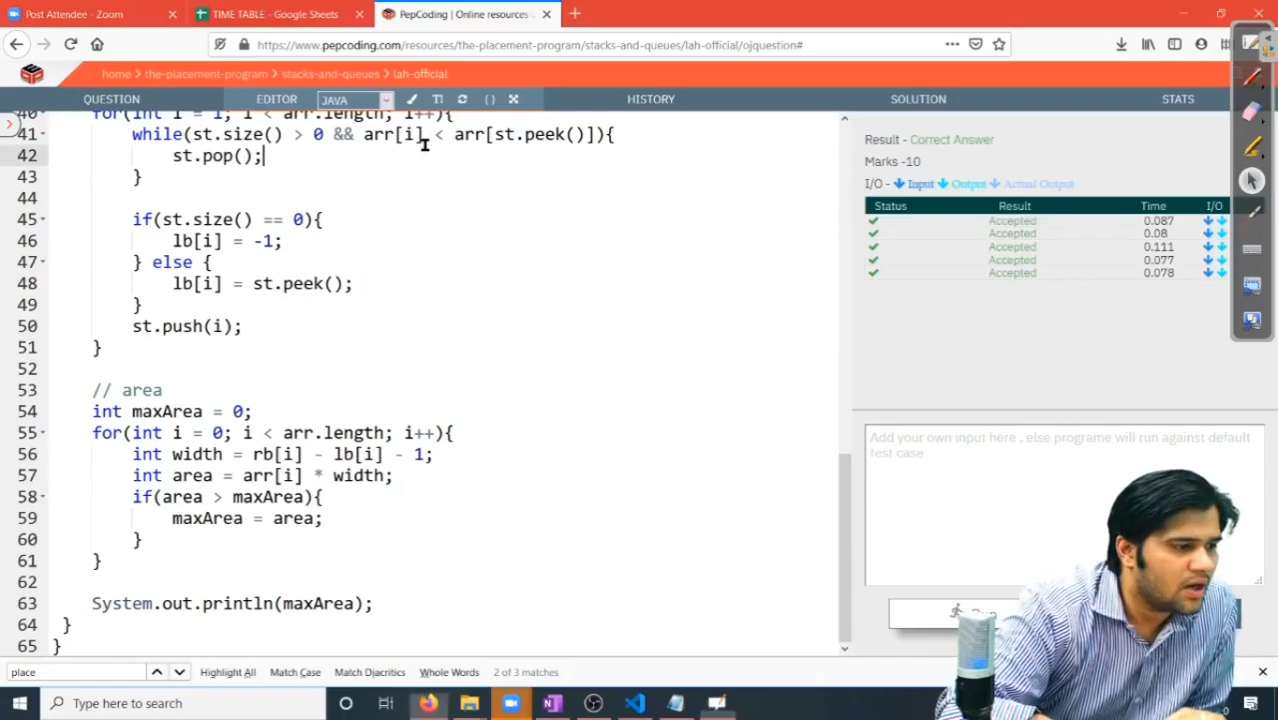 Post Attendee - Zoom
TIME TABLE - Google Sheets
PepCoding | Online resources
https://www.pepcoding.com/resources/the-placement-program/stacks-and-queues/lah-official/ojquestion#
home > the-placement-program > stacks-and-queues > lah-official
QUESTION
EDITOR
JAVA
HISTORY
SOLUTION
STATS
40 for(int i = 1; i < arr.length; i++){
41 while(st.size() > 0 && arr[i] < arr[st.peek()]){
42 st.pop();
43 }
44
45 if(st.size() == 0){
46 lb[i] = -1;
47 } else {
48 lb[i] = st.peek();
49 }
50 st.push(i);
51 }
52
53 // area
54 int maxArea = 0;
55 for(int i = 0; i < arr.length; i++){
56 int width = rb[i] - lb[i] - 1;
57 int area = arr[i] * width;
58 if(area > maxArea){
59 maxArea = area;
60 }
61 }
62
63 System.out.println(maxArea);
64 }
65 }
Result - Correct Answer
Marks -10
I/O - Input Output Actual Output
Status Result Time I/O
Accepted 0.087
Accepted 0.08
Accepted 0.111
Accepted 0.077
Accepted 0.078
Add your own input here , else programe will run against default
test case
Run
place
Highlight All
Match Case
Match Diacritics
Whole Words
2 of 3 matches
Type here to search